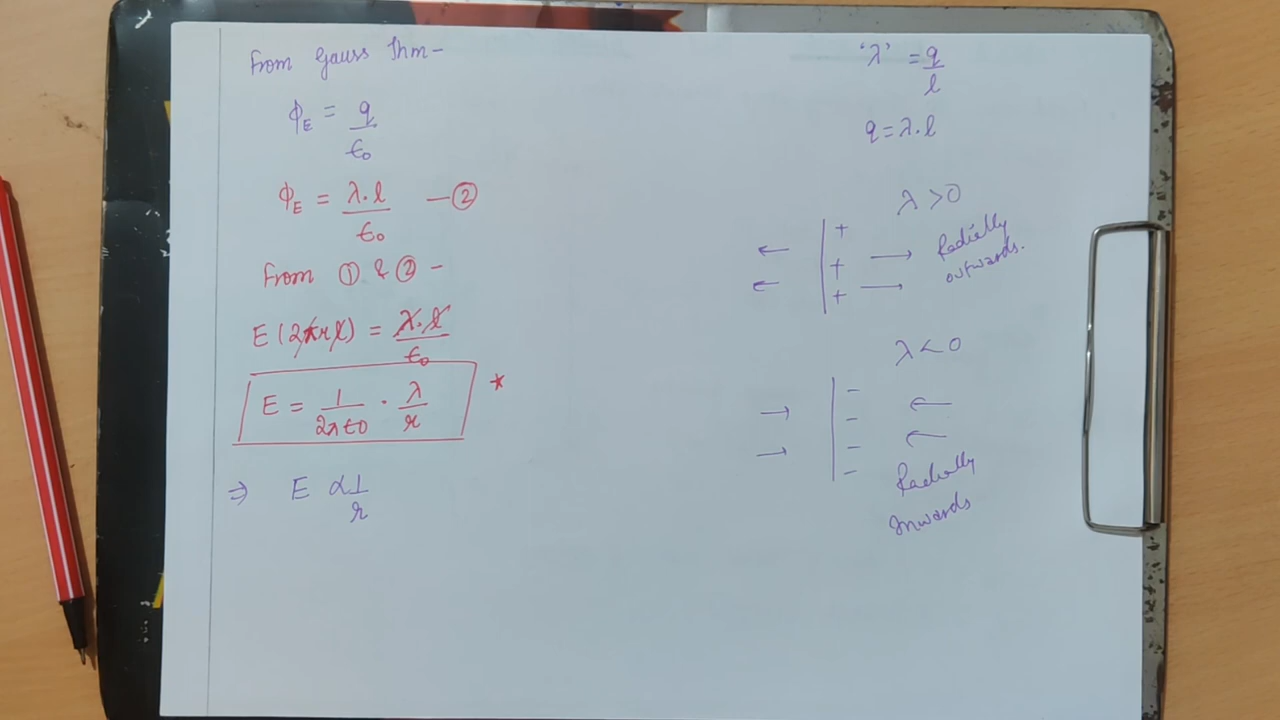 From Gauss Thm-
ϕE = q/ϵ0
ϕE = λ.l/ϵ0 —②
From ① & ② -
E(2πrl) = λ.l/ϵ0
E = 1/2πϵ0 · λ/r *
⇒ E ∝ 1/r
'λ' = q/l
q = λ.l
λ > 0
+
← + → Radially
← + → outwards.
λ < 0
-
→ - ←
→ - ←
-
Radially
Inwards